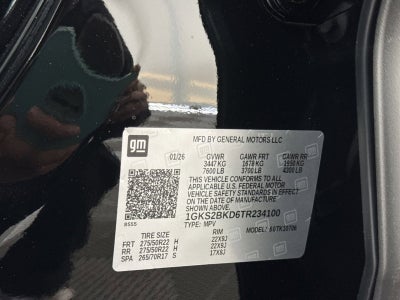 gm
MFD BY GENERAL MOTORS LLC
01/26 GVWR GAWR FRT GAWR RR
3447 KG 1678 KG 1950 KG
7600 LB 3700 LB 4300 LB
THIS VEHICLE CONFORMS TO ALL
APPLICABLE U.S. FEDERAL MOTOR
VEHICLE SAFETY STANDARDS IN EFFECT
ON THE DATE OF MANUFACTURE
SHOWN ABOVE.
1GKS2BKD6TR234100
TYPE: MPV MODEL:
TIRE SIZE RIM
FRT 275/50R22 H 22X9J
RR 275/50R22 H 22X9J
SPA 265/70R17 S 17X8J